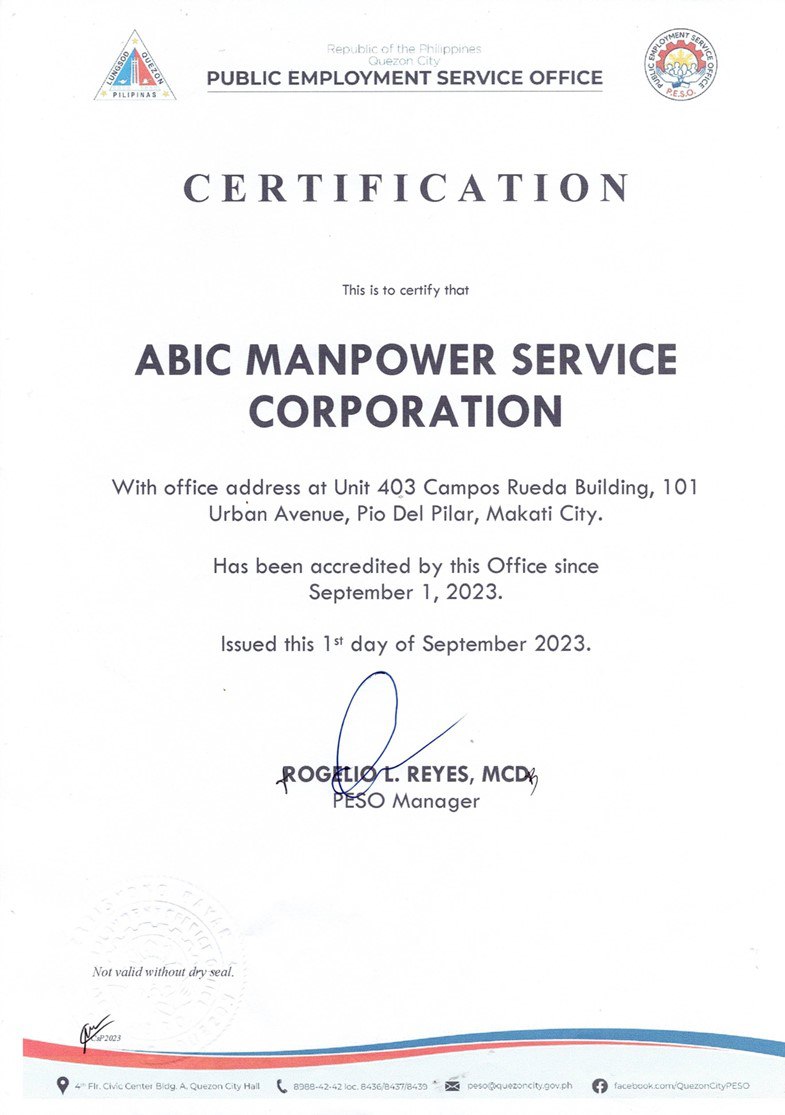 LUNGSOD QUEZON
PILIPINAS
Republic of the Philippines
Quezon City
PUBLIC EMPLOYMENT SERVICE OFFICE
PUBLIC EMPLOYMENT SERVICE OFFICE
P.E.S.O.
CERTIFICATION
This is to certify that
ABIC MANPOWER SERVICE
CORPORATION
With office address at Unit 403 Campos Rueda Building, 101
Urban Avenue, Pio Del Pilar, Makati City.
Has been accredited by this Office since
September 1, 2023.
Issued this 1st day of September 2023.
ROGELIO L. REYES, MCD
PESO Manager
Not valid without dry seal.
4th Flr. Civic Center Bldg. A. Quezon City Hall
8988-42-42 loc. 8436/8437/8439
peso@quezoncity.gov.ph
facebook.com/QuezonCityPESO